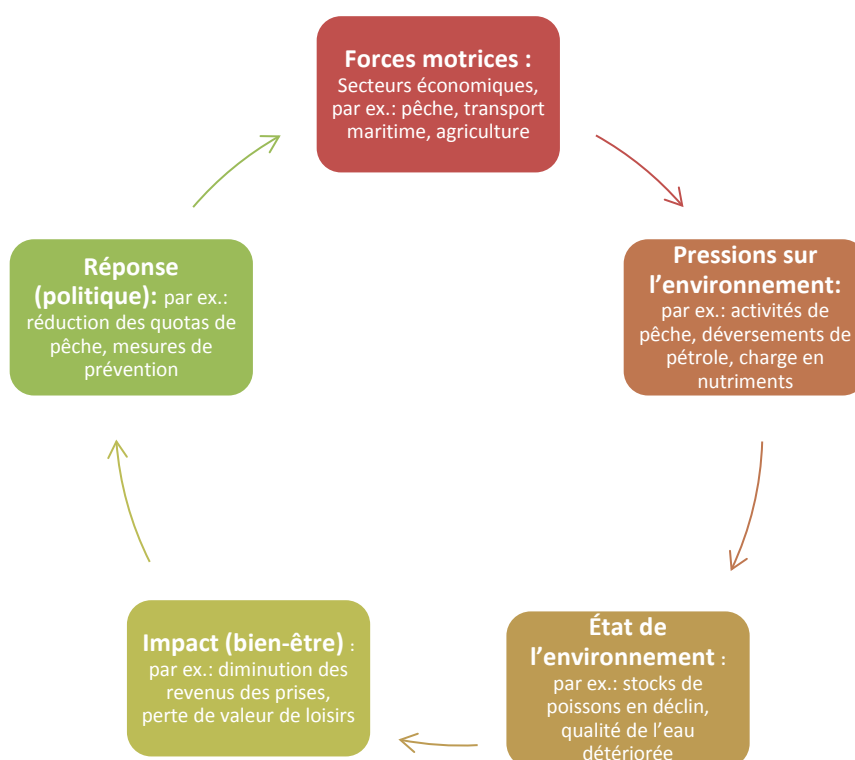 Forces motrices :
Secteurs économiques,
par ex.: pêche, transport
maritime, agriculture
Pressions sur
l’environnement:
par ex.: activités de
pêche, déversements de
pétrole, charge en
nutriments
État de
l’environnement :
par ex.: stocks de
poissons en déclin,
qualité de l’eau
détériorée
Impact (bien-être) :
par ex.: diminution des
revenus des prises,
perte de valeur de loisirs
Réponse
(politique): par ex.:
réduction des quotas de
pêche, mesures de
prévention